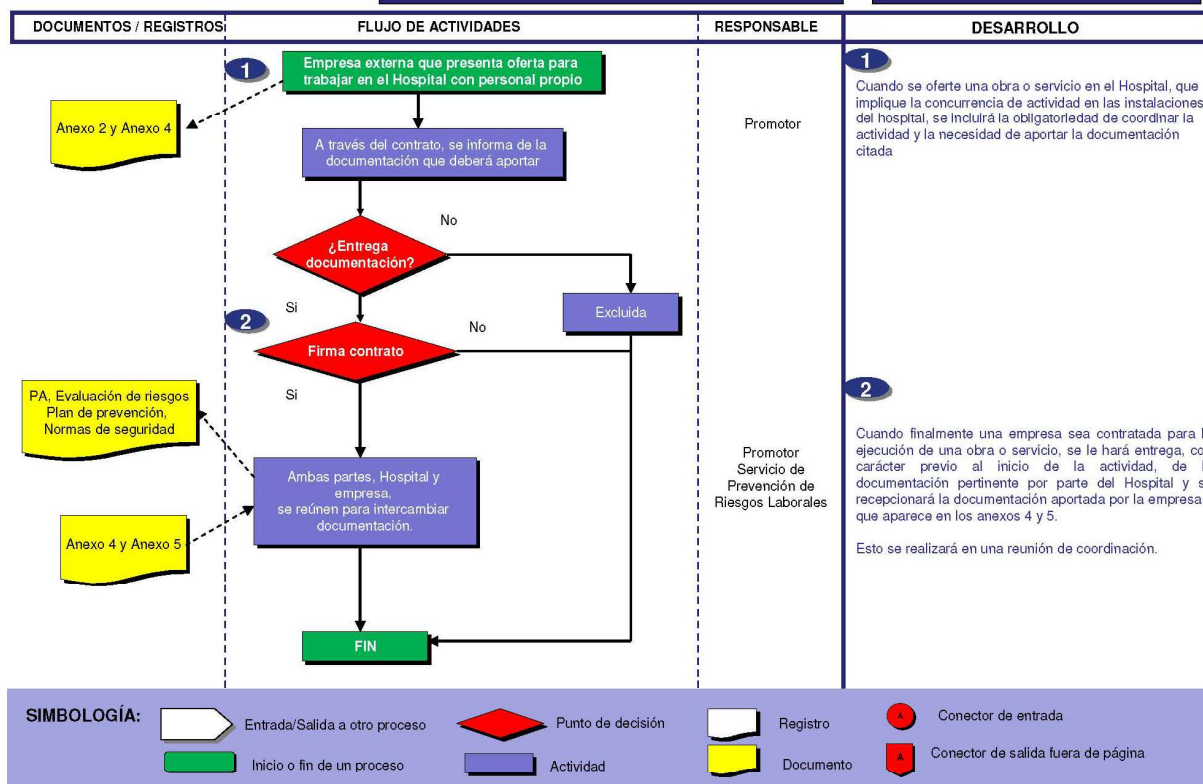 DOCUMENTOS / REGISTROS
FLUJO DE ACTIVIDADES
RESPONSABLE
DESARROLLO
1
Empresa externa que presenta oferta para
trabajar en el Hospital con personal propio
Anexo 2 y Anexo 4
A través del contrato, se informa de la
documentación que deberá aportar
Promotor
1
Cuando se oferte una obra o servicio en el Hospital, que
implique la concurrencia de actividad en las instalaciones
del hospital, se incluirá la obligatoriedad de coordinar la
actividad y la necesidad de aportar la documentación
citada
¿Entrega
documentación?
No
Si
Excluida
2
Firma contrato
No
Si
PA, Evaluación de riesgos
Plan de prevención,
Normas de seguridad
Ambas partes, Hospital y
empresa,
se reúnen para intercambiar
documentación.
Anexo 4 y Anexo 5
Promotor
Servicio de
Prevención de
Riesgos Laborales
2
Cuando finalmente una empresa sea contratada para
ejecución de una obra o servicio, se le hará entrega,
carácter previo al inicio de la actividad, de
documentación pertinente por parte del Hospital y
recepcionará la documentación aportada por la empresa
que aparece en los anexos 4 y 5.
Esto se realizará en una reunión de coordinación.
FIN
SIMBOLOGÍA:
Entrada/Salida a otro proceso
Punto de decisión
Registro
A
Conector de entrada
Inicio o fin de un proceso
Actividad
Documento
A
Conector de salida fuera de página